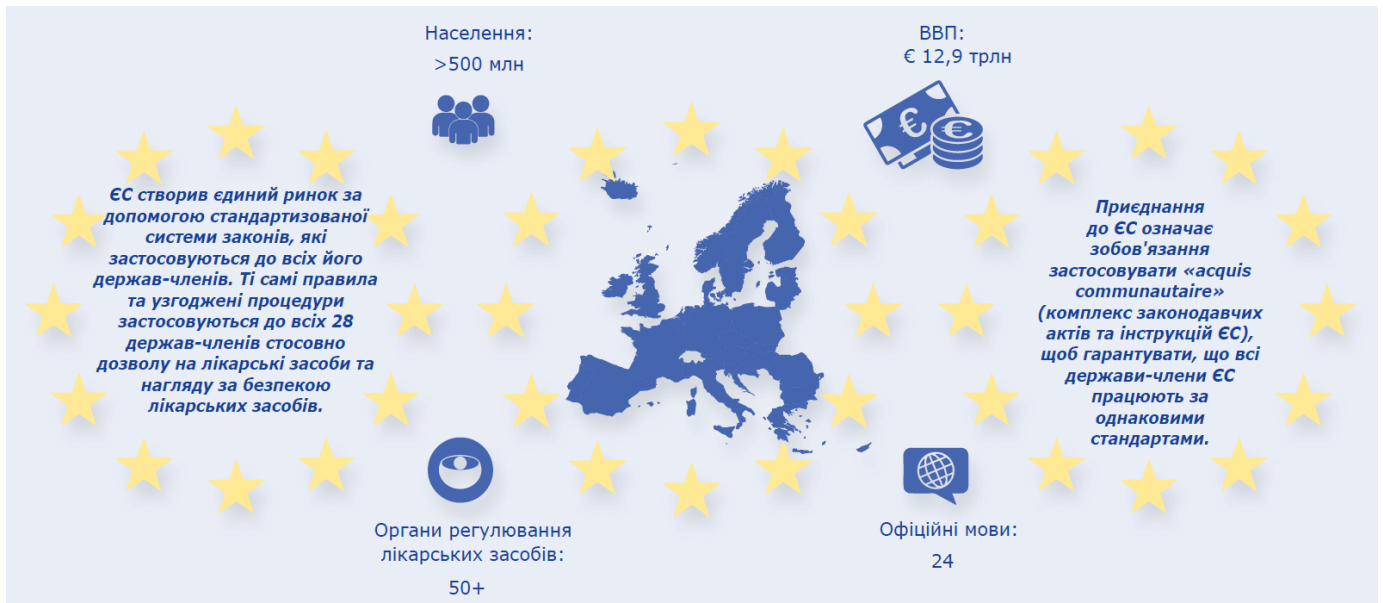 Населення:
>500 млн
ВВП:
€ 12,9 трлн
ЄС створив єдиний ринок за
допомогою стандартизованої
системи законів, які
застосовуються до всіх його
держав-членів. Ті самі правила
та узгоджені процедури
застосовуються до всіх 28
держав-членів стосовно
дозволу на лікарські засоби та
нагляду за безпекою
лікарських засобів.
Приєднання
до ЄС означає
зобов'язання
застосовувати «acquis
communautaire»
(комплекс законодавчих
актів та інструкцій ЄС),
щоб гарантувати, що всі
держави-члени ЄС
працюють за
однаковими
стандартами.
Органи регулювання
лікарських засобів:
50+
Офіційні мови:
24